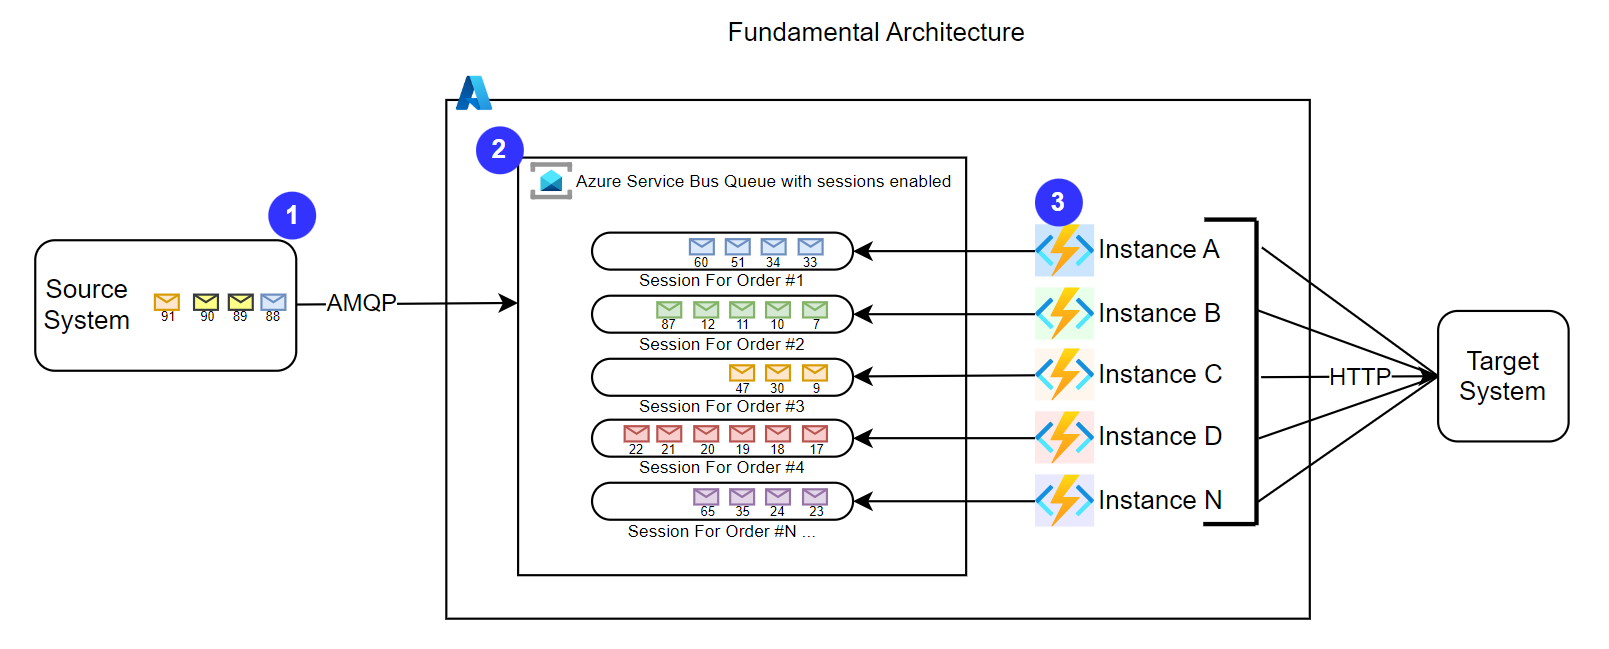 Fundamental Architecture
2
Azure Service Bus Queue with sessions enabled
1
3
Source
System
91 90 89 88
AMQP
60 51 34 33
Session For Order #1
87 12 11 10 7
Session For Order #2
47 30 9
Session For Order #3
22 21 20 19 18 17
Session For Order #4
65 35 24 23
Session For Order #N ...
Instance A
Instance B
Instance C
Instance D
Instance N
HTTP
Target
System